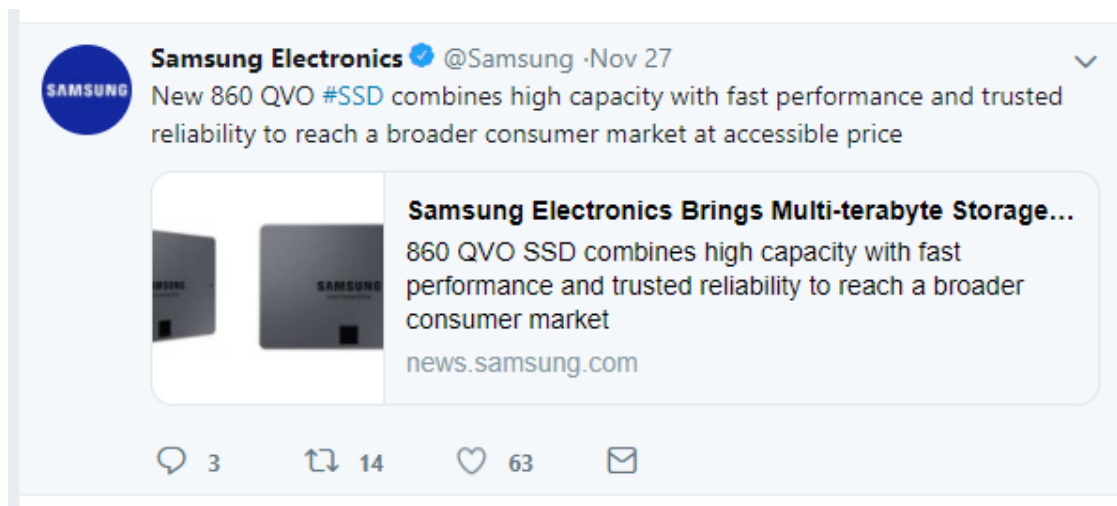 Samsung Electronics @Samsung ·Nov 27
SAMSUNG
New 860 QVO #SSD combines high capacity with fast performance and trusted
reliability to reach a broader consumer market at accessible price
Samsung Electronics Brings Multi-terabyte Storage...
860 QVO SSD combines high capacity with fast
performance and trusted reliability to reach a broader
consumer market
SAMSUNG
news.samsung.com
3 14 63